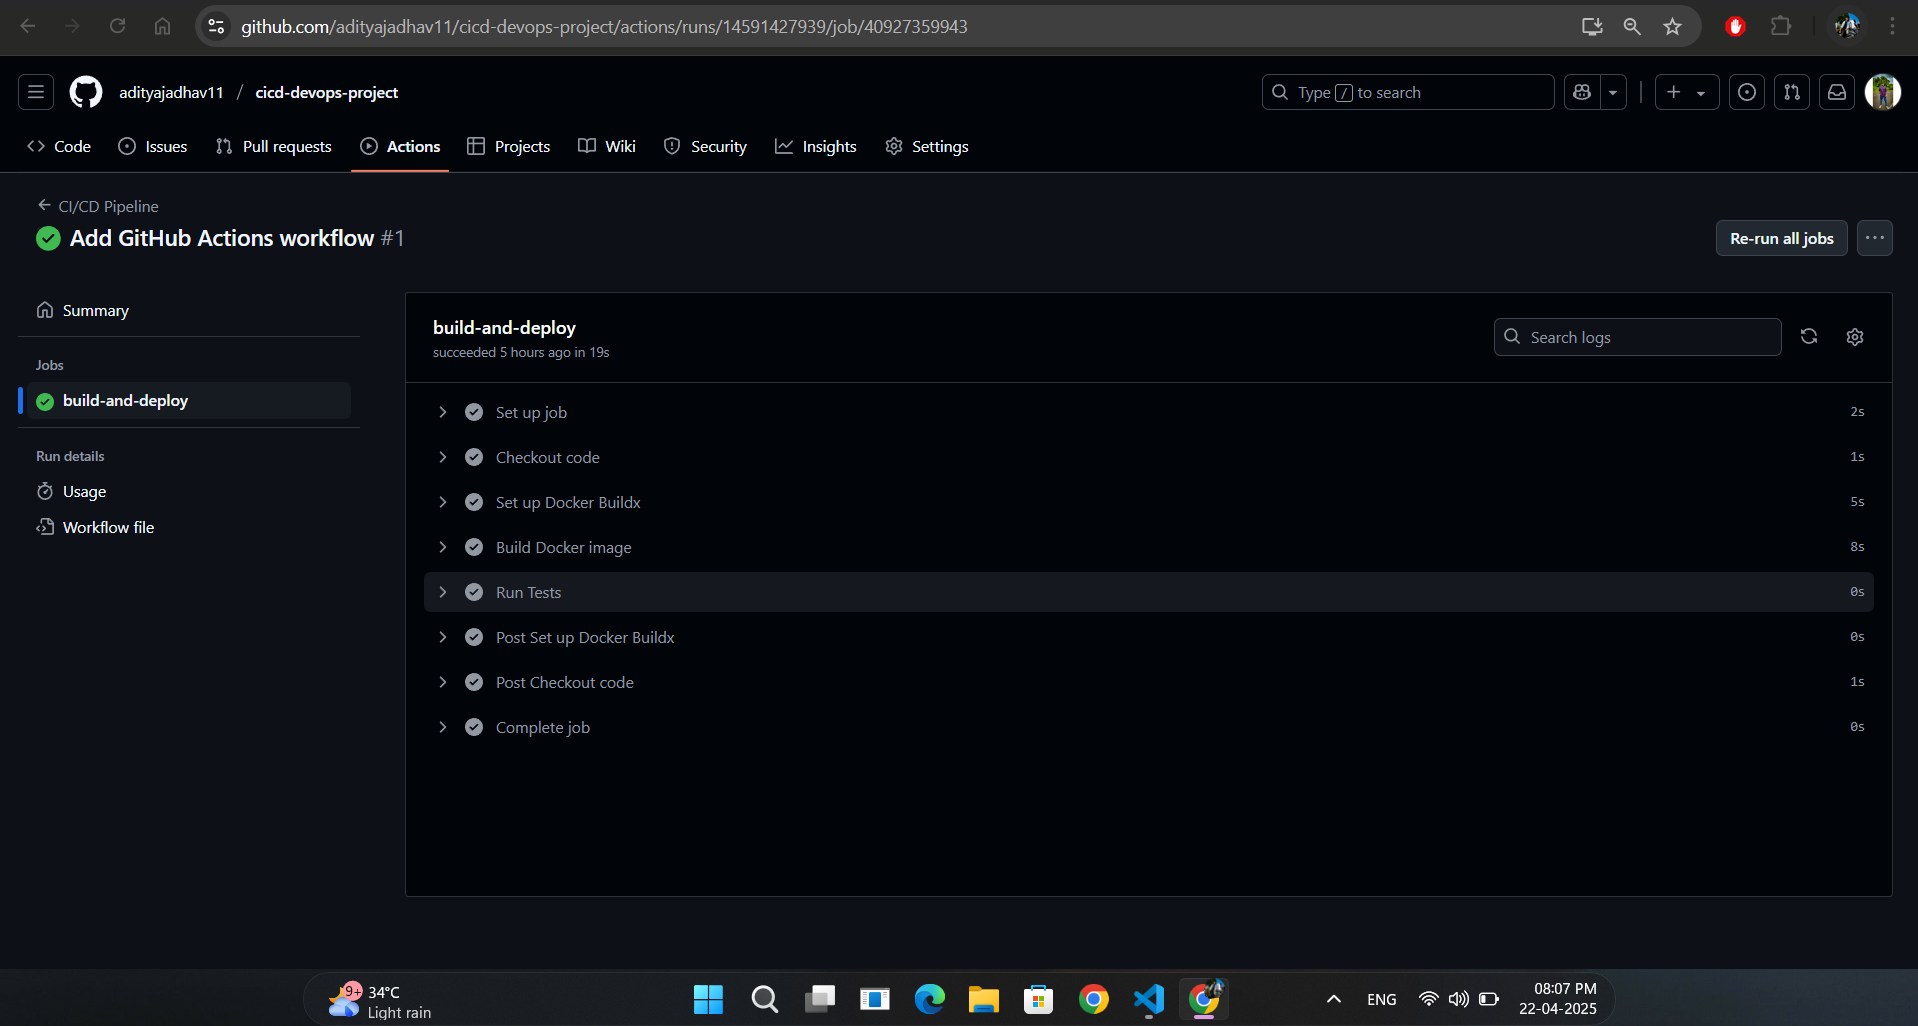 github.com/adityajadhav11/cicd-devops-project/actions/runs/14591427939/job/40927359943
adityajadhav11 / cicd-devops-project
Type / to search
Code Issues Pull requests Actions Projects Wiki Security Insights Settings
CI/CD Pipeline
Add GitHub Actions workflow #1
Re-run all jobs
Summary
Jobs
build-and-deploy
Run details
Usage
Workflow file
build-and-deploy
succeeded 5 hours ago in 19s
Search logs
Set up job 2s
Checkout code 1s
Set up Docker Buildx 5s
Build Docker image 8s
Run Tests 0s
Post Set up Docker Buildx 0s
Post Checkout code 1s
Complete job 0s
9+
34°C
Light rain
ENG
08:07 PM
22-04-2025